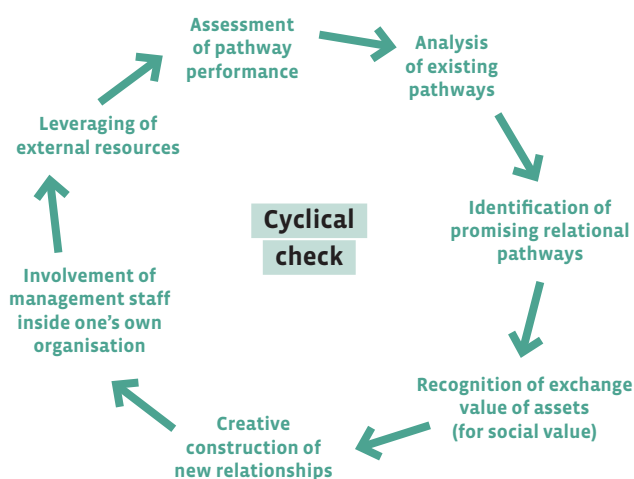 Assessment
of pathway
performance
Analysis
of existing
pathways
Identification of
promising relational
pathways
Recognition of exchange
value of assets
(for social value)
Creative
construction of
new relationships
Involvement of
management staff
inside one's own
organisation
Leveraging of
external resources
Cyclical
check